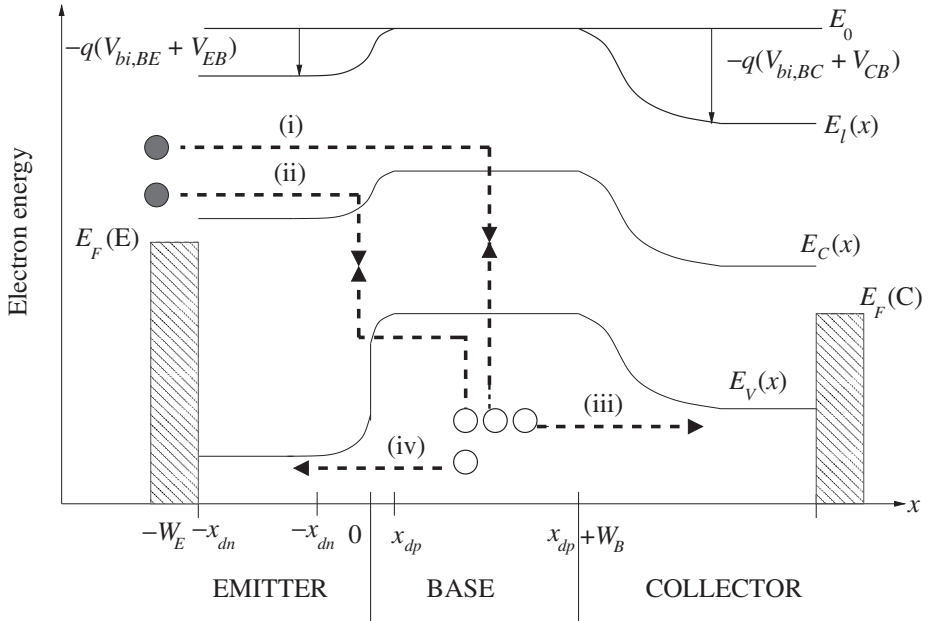 E_0
−q(V_{bi,BE} + V_{EB})
−q(V_{bi,BC} + V_{CB})
E_l(x)
(i)
(ii)
E_F(E)
E_C(x)
E_F(C)
E_V(x)
(iii)
(iv)
Electron energy
x
−W_E −x_{dn}
−x_{dn}
0
x_{dp}
x_{dp}+W_B
EMITTER
BASE
COLLECTOR